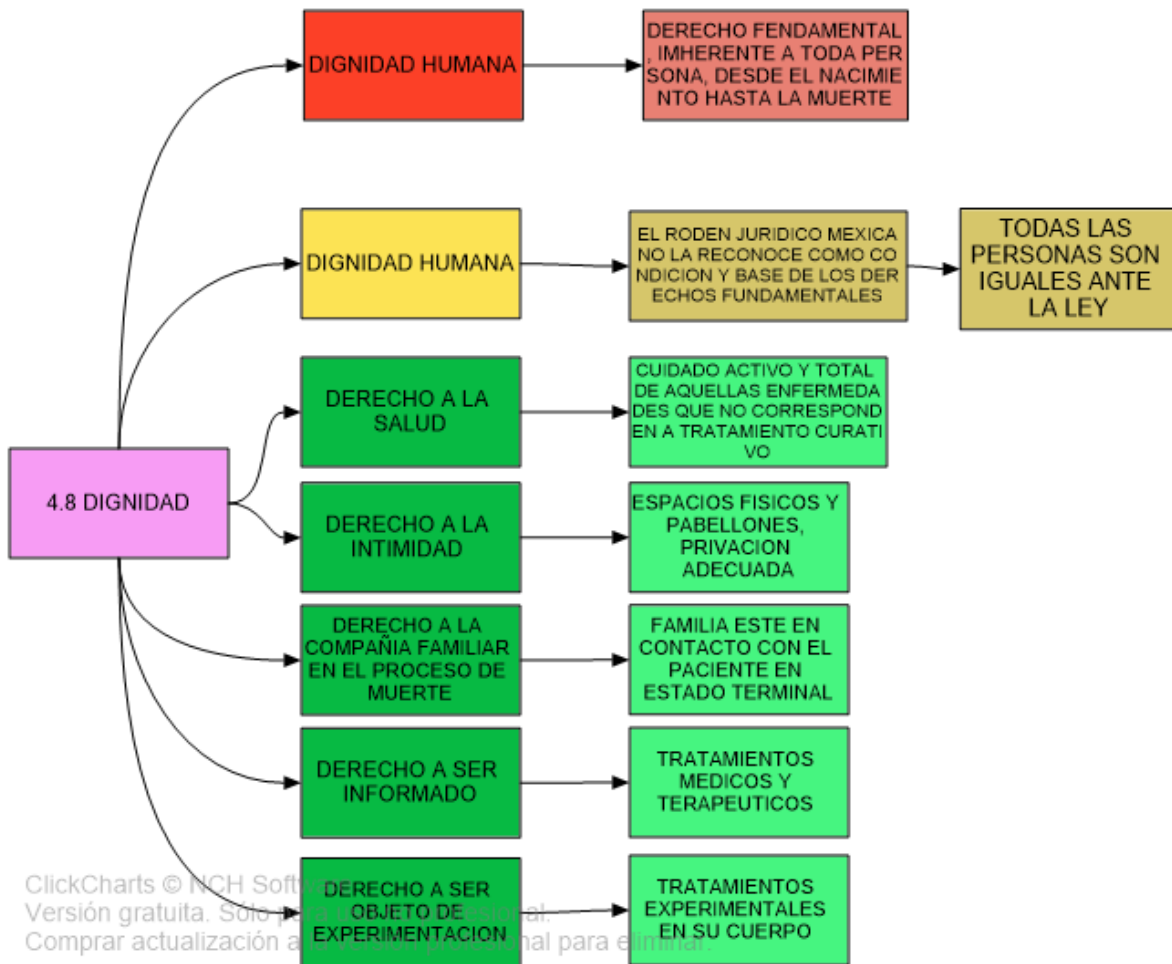 DIGNIDAD HUMANA
DERECHO FENDAMENTAL
, IMHERENTE A TODA PER
SONA, DESDE EL NACIMIE
NTO HASTA LA MUERTE
DIGNIDAD HUMANA
EL RODEN JURIDICO MEXICA
NO LA RECONOCE COMO CO
NDICION Y BASE DE LOS DER
ECHOS FUNDAMENTALES
TODAS LAS
PERSONAS SON
IGUALES ANTE
LA LEY
4.8 DIGNIDAD
DERECHO A LA
SALUD
CUIDADO ACTIVO Y TOTAL
DE AQUELLAS ENFERMEDA
DES QUE NO CORRESPOND
EN A TRATAMIENTO CURATI
VO
DERECHO A LA
INTIMIDAD
ESPACIOS FISICOS Y
PABELLONES,
PRIVACION
ADECUADA
DERECHO A LA
COMPAÑIA FAMILIAR
EN EL PROCESO DE
MUERTE
FAMILIA ESTE EN
CONTACTO CON EL
PACIENTE EN
ESTADO TERMINAL
DERECHO A SER
INFORMADO
TRATAMIENTOS
MEDICOS Y
TERAPEUTICOS
DERECHO A SER
OBJETO DE
EXPERIMENTACION
TRATAMIENTOS
EXPERIMENTALES
EN SU CUERPO
ClickCharts © NCH Software
Versión gratuita. Sólo
Comprar actualización a para eliminar.